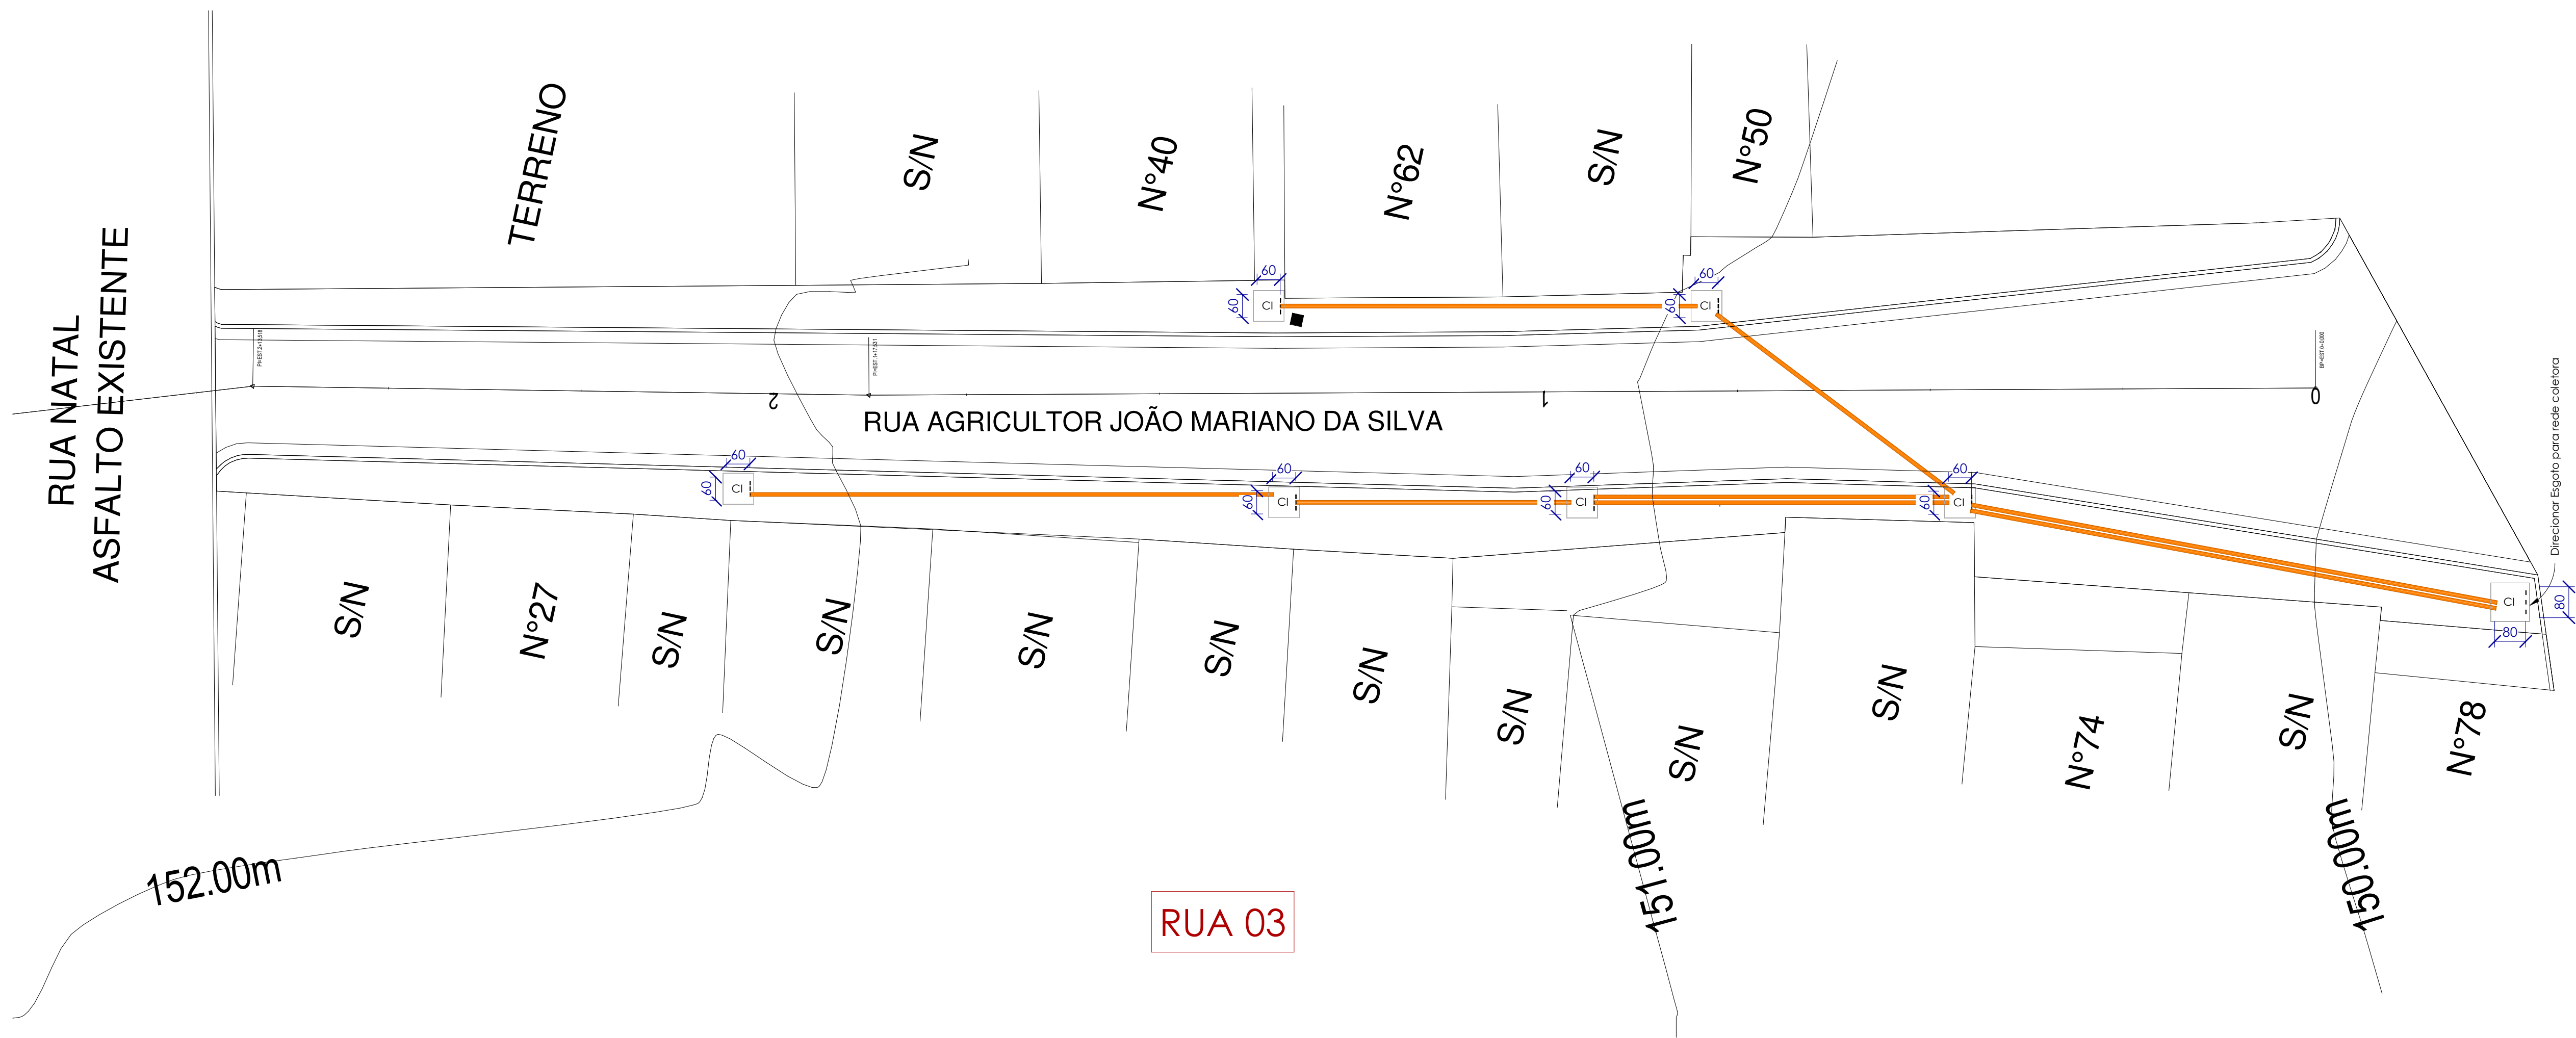 RUA NATAL
ASFALTO EXISTENTE
TERRENO
S/N
N°40
N°62
S/N
N°50
60
60
CI
60
60
CI
2
1
0
RUA AGRICULTOR JOÃO MARIANO DA SILVA
60
60
CI
60
60
CI
60
60
CI
60
60
CI
Direcionar Esgoto para rede coletora
CI
80
80
S/N
N°27
S/N
S/N
S/N
S/N
S/N
S/N
S/N
S/N
N°74
S/N
N°78
152.00m
151.00m
150.00m
RUA 03